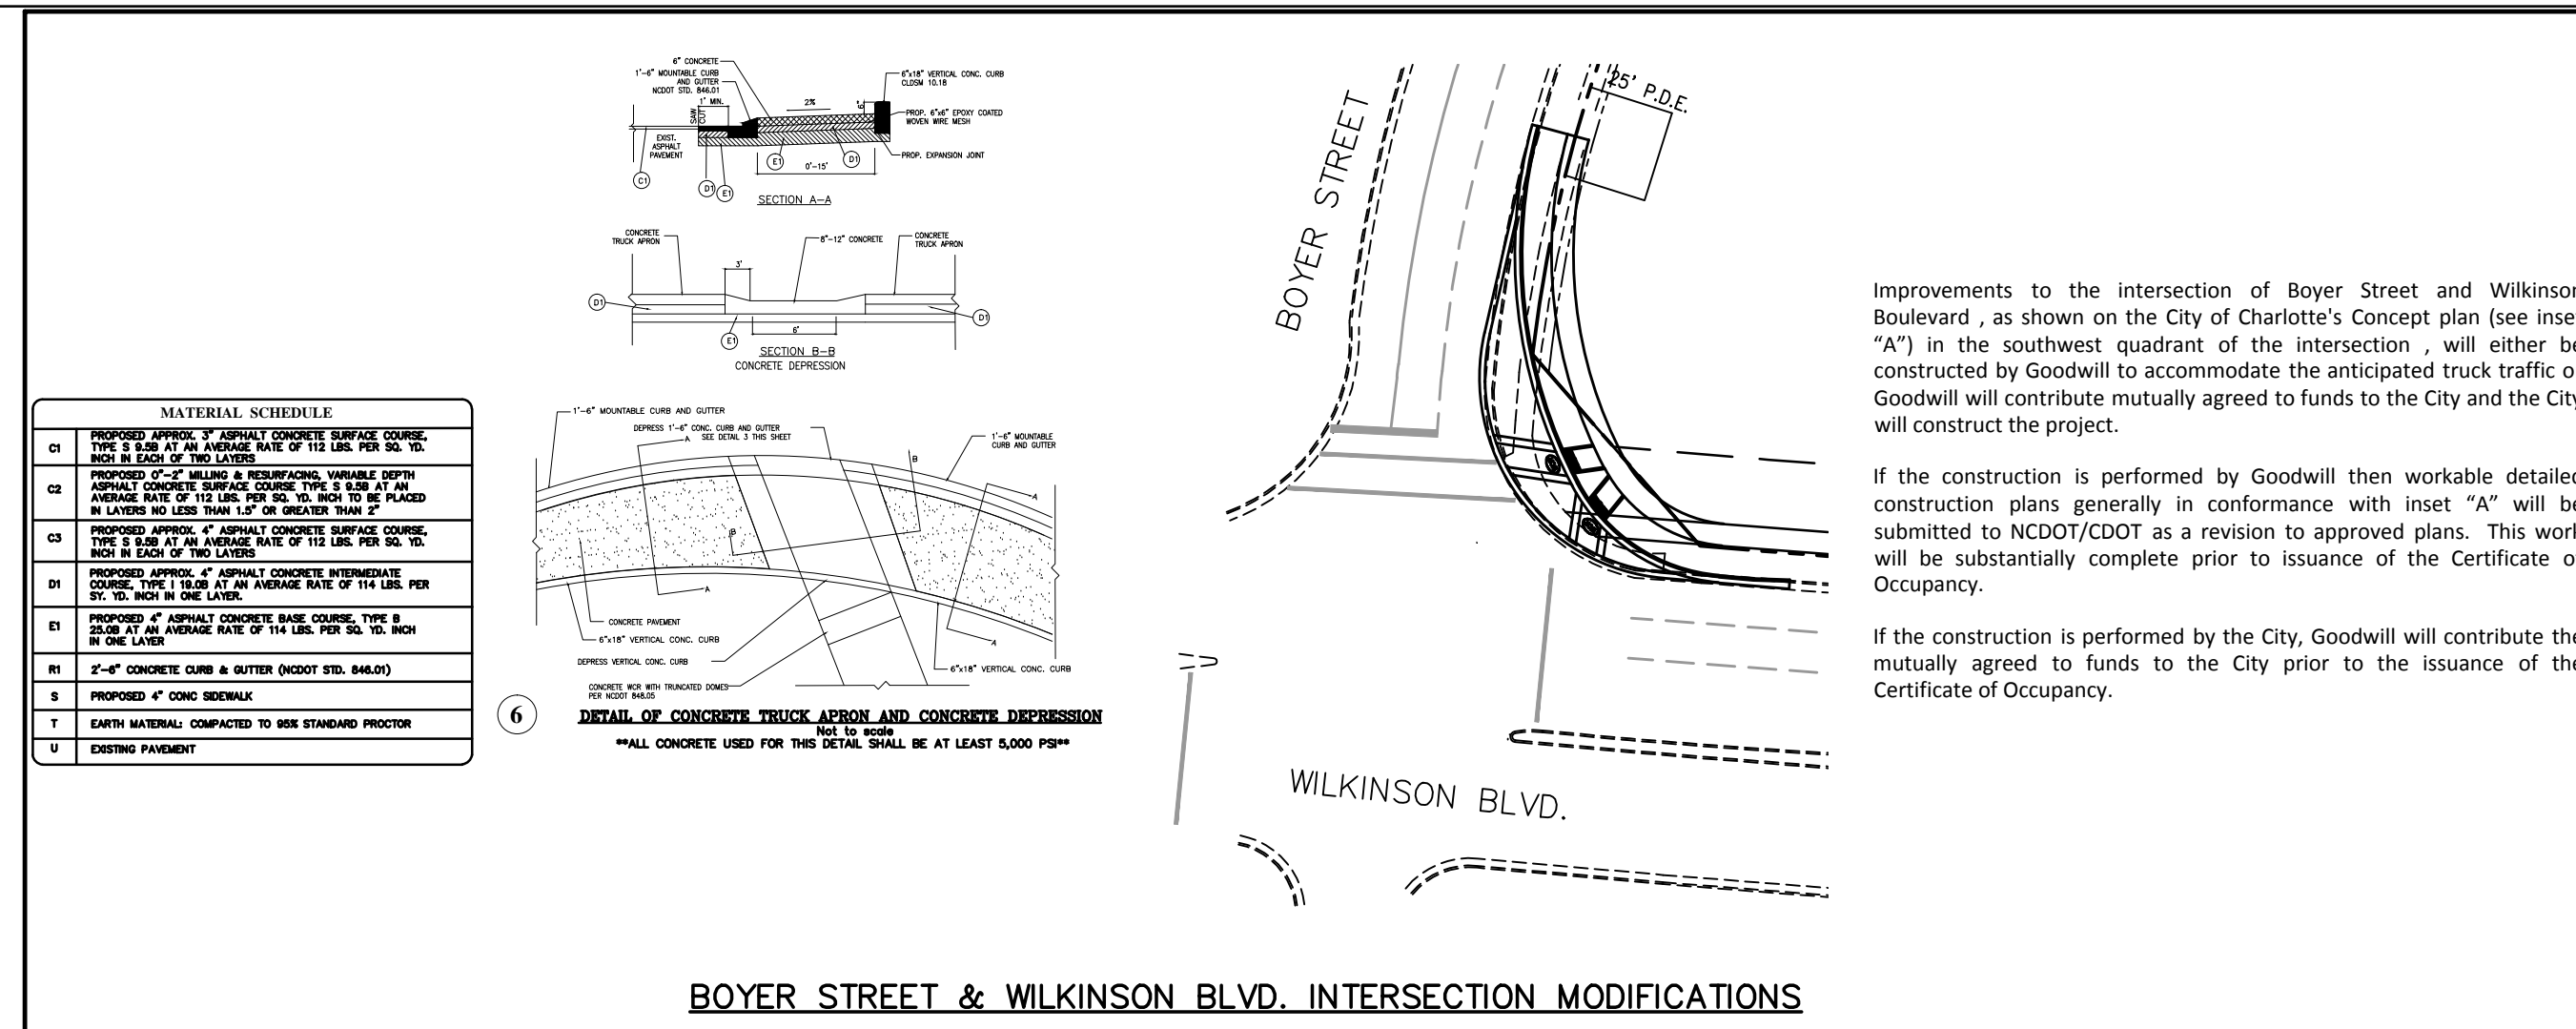 6" CONCRETE
1'-6" MOUNTABLE CURB
AND GUTTER
NCDOT STD. 846.01
1' MIN.
SAW
CUT
2%
6"
6"x18" VERTICAL CONC. CURB
CLDSM 10.18
PROP. 6"x6" EPOXY COATED
WOVEN WIRE MESH
EXIST.
ASPHALT
PAVEMENT
E1
D1
PROP. EXPANSION JOINT
0'-15'
C1
D1
E1
SECTION A-A
CONCRETE
TRUCK APRON
8"-12" CONCRETE
CONCRETE
TRUCK APRON
3'
D1
D1
6'
E1
SECTION B-B
CONCRETE DEPRESSION
MATERIAL SCHEDULE
C1 PROPOSED APPROX. 3" ASPHALT CONCRETE SURFACE COURSE,
TYPE S 9.5B AT AN AVERAGE RATE OF 112 LBS. PER SQ. YD.
INCH IN EACH OF TWO LAYERS
C2 PROPOSED 0"-2" MILLING & RESURFACING, VARIABLE DEPTH
ASPHALT CONCRETE SURFACE COURSE TYPE S 9.5B AT AN
AVERAGE RATE OF 112 LBS. PER SQ. YD. INCH TO BE PLACED
IN LAYERS NO LESS THAN 1.5" OR GREATER THAN 2"
C3 PROPOSED APPROX. 4" ASPHALT CONCRETE SURFACE COURSE,
TYPE S 9.5B AT AN AVERAGE RATE OF 112 LBS. PER SQ. YD.
INCH IN EACH OF TWO LAYERS
D1 PROPOSED APPROX. 4" ASPHALT CONCRETE INTERMEDIATE
COURSE, TYPE I 19.0B AT AN AVERAGE RATE OF 114 LBS. PER
SY. YD. INCH IN ONE LAYER.
E1 PROPOSED 4" ASPHALT CONCRETE BASE COURSE, TYPE B
25.0B AT AN AVERAGE RATE OF 114 LBS. PER SQ. YD. INCH
IN ONE LAYER
R1 2'-6" CONCRETE CURB & GUTTER (NCDOT STD. 846.01)
S PROPOSED 4" CONC SIDEWALK
T EARTH MATERIAL: COMPACTED TO 95% STANDARD PROCTOR
U EXISTING PAVEMENT
1'-6" MOUNTABLE CURB AND GUTTER
DEPRESS 1'-6" CONC. CURB AND GUTTER
SEE DETAIL 3 THIS SHEET
1'-6" MOUNTABLE
CURB AND GUTTER
A
B
A
B
A
A
CONCRETE PAVEMENT
6"x18" VERTICAL CONC. CURB
DEPRESS VERTICAL CONC. CURB
6"x18" VERTICAL CONC. CURB
CONCRETE WCR WITH TRUNCATED DOMES
PER NCDOT 848.05
6
DETAIL OF CONCRETE TRUCK APRON AND CONCRETE DEPRESSION
Not to scale
**ALL CONCRETE USED FOR THIS DETAIL SHALL BE AT LEAST 5,000 PSI**
25' P.D.E.
BOYER STREET
WILKINSON BLVD.
Improvements to the intersection of Boyer Street and Wilkinson
Boulevard , as shown on the City of Charlotte's Concept plan (see inset
“A”) in the southwest quadrant of the intersection , will either be
constructed by Goodwill to accommodate the anticipated truck traffic o
Goodwill will contribute mutually agreed to funds to the City and the City
will construct the project.
If the construction is performed by Goodwill then workable detailed
construction plans generally in conformance with inset “A” will be
submitted to NCDOT/CDOT as a revision to approved plans. This work
will be substantially complete prior to issuance of the Certificate of
Occupancy.
If the construction is performed by the City, Goodwill will contribute the
mutually agreed to funds to the City prior to the issuance of the
Certificate of Occupancy.
BOYER STREET & WILKINSON BLVD. INTERSECTION MODIFICATIONS